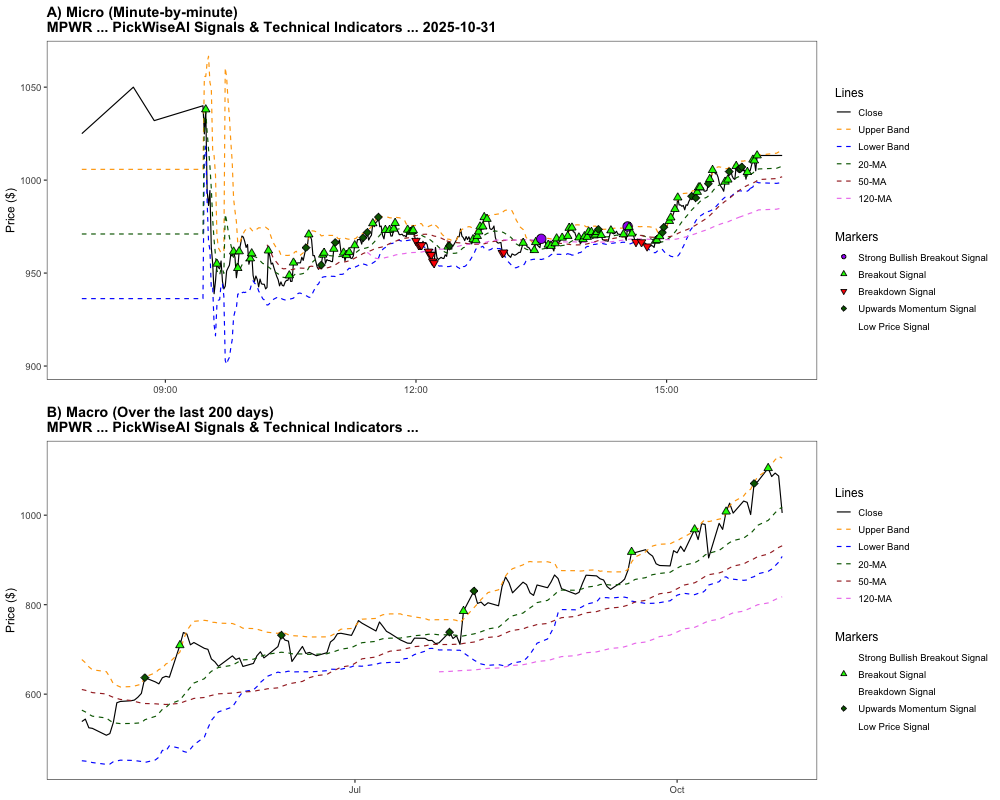 A) Micro (Minute-by-minute)
MPWR ... PickWiseAI Signals & Technical Indicators ... 2025-10-31
Price ($)
1050
1000
950
900
09:00
12:00
15:00
Lines
Close
Upper Band
Lower Band
20-MA
50-MA
120-MA
Markers
Strong Bullish Breakout Signal
Breakout Signal
Breakdown Signal
Upwards Momentum Signal
Low Price Signal
B) Macro (Over the last 200 days)
MPWR ... PickWiseAI Signals & Technical Indicators ...
Price ($)
1000
800
600
Jul
Oct
Lines
Close
Upper Band
Lower Band
20-MA
50-MA
120-MA
Markers
Strong Bullish Breakout Signal
Breakout Signal
Breakdown Signal
Upwards Momentum Signal
Low Price Signal